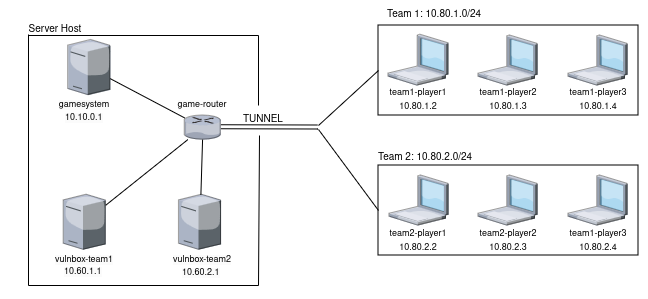 Server Host
gamesystem
10.10.0.1
game-router
TUNNEL
vulnbox-team1
10.60.1.1
vulnbox-team2
10.60.2.1
Team 1: 10.80.1.0/24
team1-player1
10.80.1.2
team1-player2
10.80.1.3
team1-player3
10.80.1.4
Team 2: 10.80.2.0/24
team2-player1
10.80.2.2
team2-player2
10.80.2.3
team1-player3
10.80.2.4